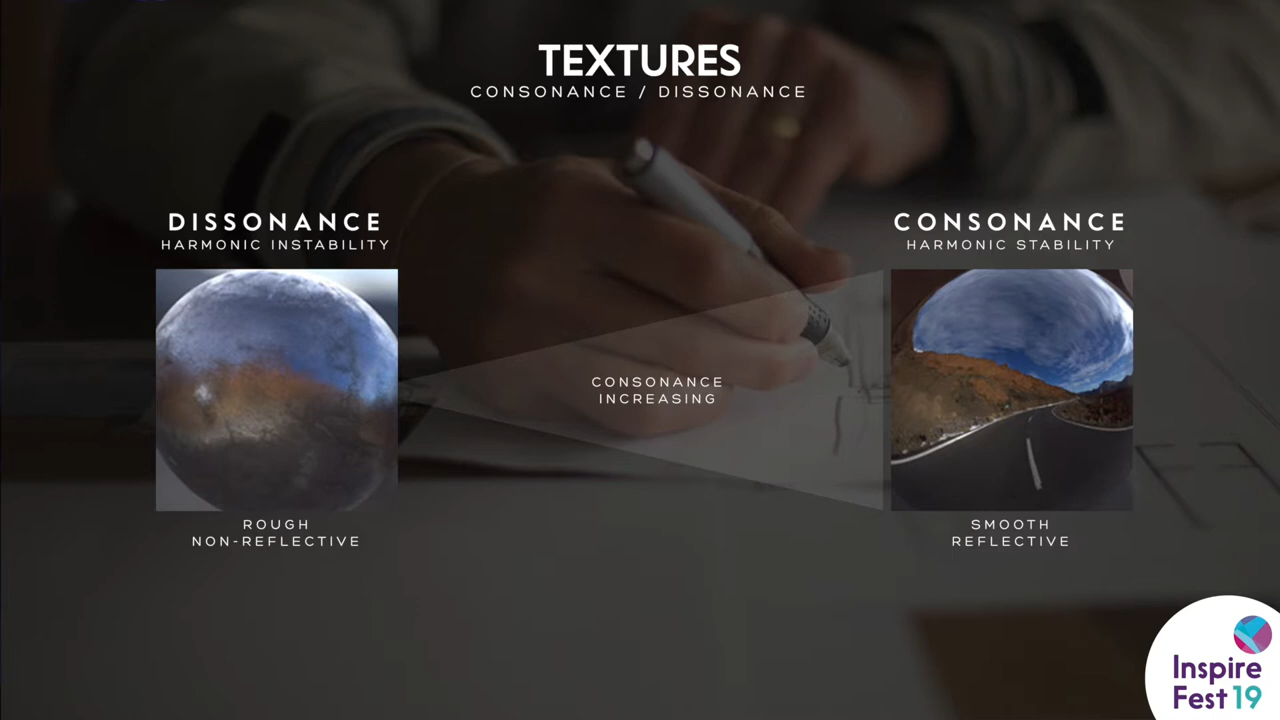 TEXTURES
CONSONANCE / DISSONANCE
DISSONANCE
HARMONIC INSTABILITY
CONSONANCE
HARMONIC STABILITY
CONSONANCE
INCREASING
ROUGH
NON-REFLECTIVE
SMOOTH
REFLECTIVE
Inspire
Fest 19